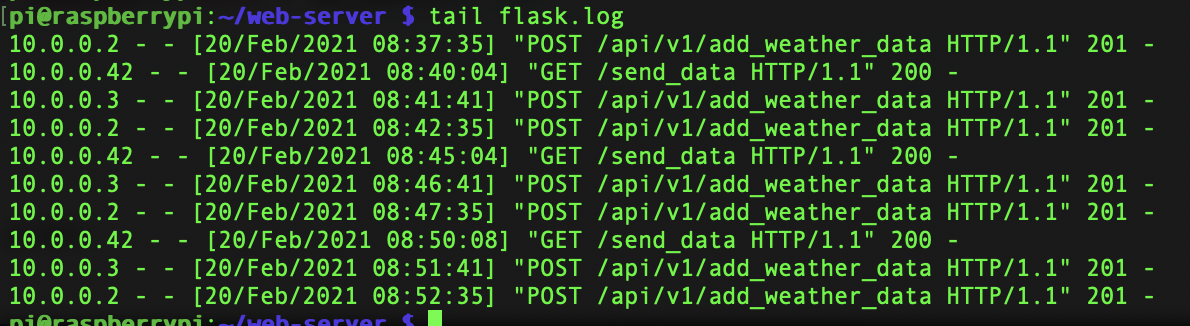 [pi@raspberrypi:~/web-server $ tail flask.log
10.0.0.2 - - [20/Feb/2021 08:37:35] "POST /api/v1/add_weather_data HTTP/1.1" 201 -
10.0.0.42 - - [20/Feb/2021 08:40:04] "GET /send_data HTTP/1.1" 200 -
10.0.0.3 - - [20/Feb/2021 08:41:41] "POST /api/v1/add_weather_data HTTP/1.1" 201 -
10.0.0.2 - - [20/Feb/2021 08:42:35] "POST /api/v1/add_weather_data HTTP/1.1" 201 -
10.0.0.42 - - [20/Feb/2021 08:45:04] "GET /send_data HTTP/1.1" 200 -
10.0.0.3 - - [20/Feb/2021 08:46:41] "POST /api/v1/add_weather_data HTTP/1.1" 201 -
10.0.0.2 - - [20/Feb/2021 08:47:35] "POST /api/v1/add_weather_data HTTP/1.1" 201 -
10.0.0.42 - - [20/Feb/2021 08:50:08] "GET /send_data HTTP/1.1" 200 -
10.0.0.3 - - [20/Feb/2021 08:51:41] "POST /api/v1/add_weather_data HTTP/1.1" 201 -
10.0.0.2 - - [20/Feb/2021 08:52:35] "POST /api/v1/add_weather_data HTTP/1.1" 201 -
pi@raspberrypi:~/web-server $